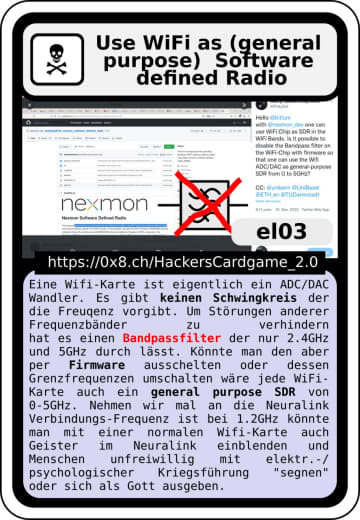 Use WiFi as (general
purpose) Software
defined Radio
Hello @bitture
with @nexmon_dev one can
use WiFi-Chip as SDR in the
WiFi Bands. Is it possible to
disable the Bandpass filter on
the WiFi-Chip with firmware so
that one can use the Wifi
ADC/DAC as general-purpose
SDR from 0 to 5GHz?
CC: @unibern @UniBasel
@ETH_en @TUDarmstadt
nexmon
Nexmon Software Defined Radio
el03
https://0x8.ch/HackersCardgame_2.0
Eine Wifi-Karte ist eigentlich ein ADC/DAC
Wandler. Es gibt keinen Schwingkreis der
die Freuqenz vorgibt. Um Störungen anderer
Frequenzbänder zu verhindern
hat es einen Bandpassfilter der nur 2.4GHz
und 5GHz durch lässt. Könnte man den aber
per Firmware ausschelten oder dessen
Grenzfrequenzen umschalten wäre jede WiFi-
Karte auch ein general purpose SDR von
0-5GHz. Nehmen wir mal an die Neuralink
Verbindungs-Frequenz ist bei 1.2GHz könnte
man mit einer normalen Wifi-Karte auch
Geister im Neuralink einblenden und
Menschen unfreiwillig mit elektr.-/
psychologischer Kriegsführung "segnen"
oder sich als Gott ausgeben.